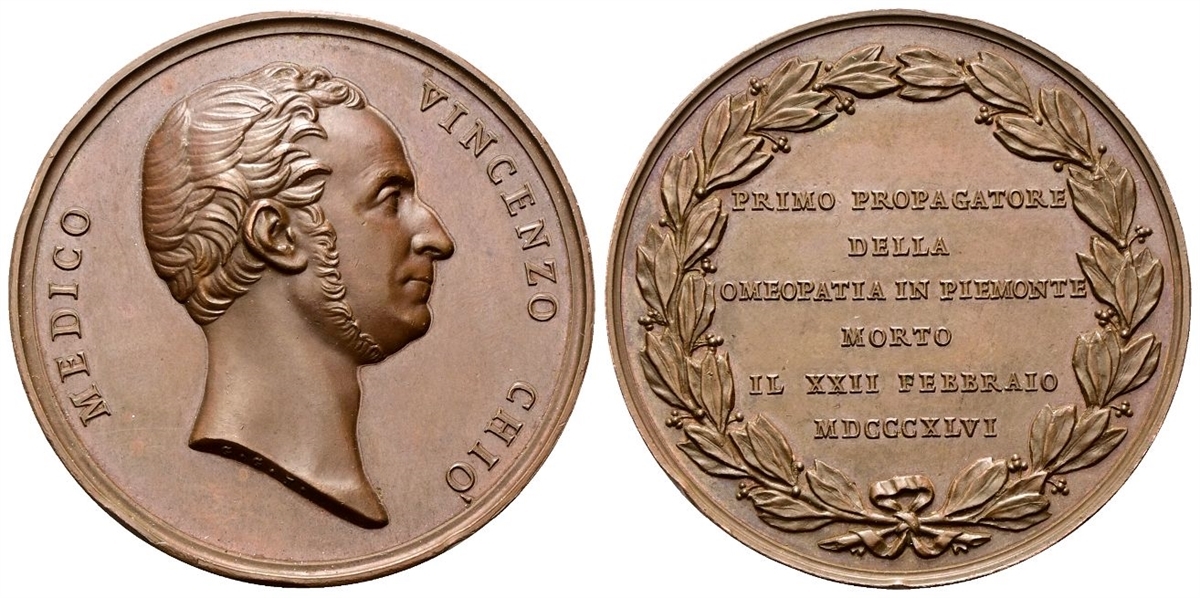 MEDICO VINCENZO CHIÒ
PRIMO PROPAGATORE
DELLA
OMEOPATIA IN PIEMONTE
MORTO
IL XXII FEBBRAIO
MDCCCXLVI